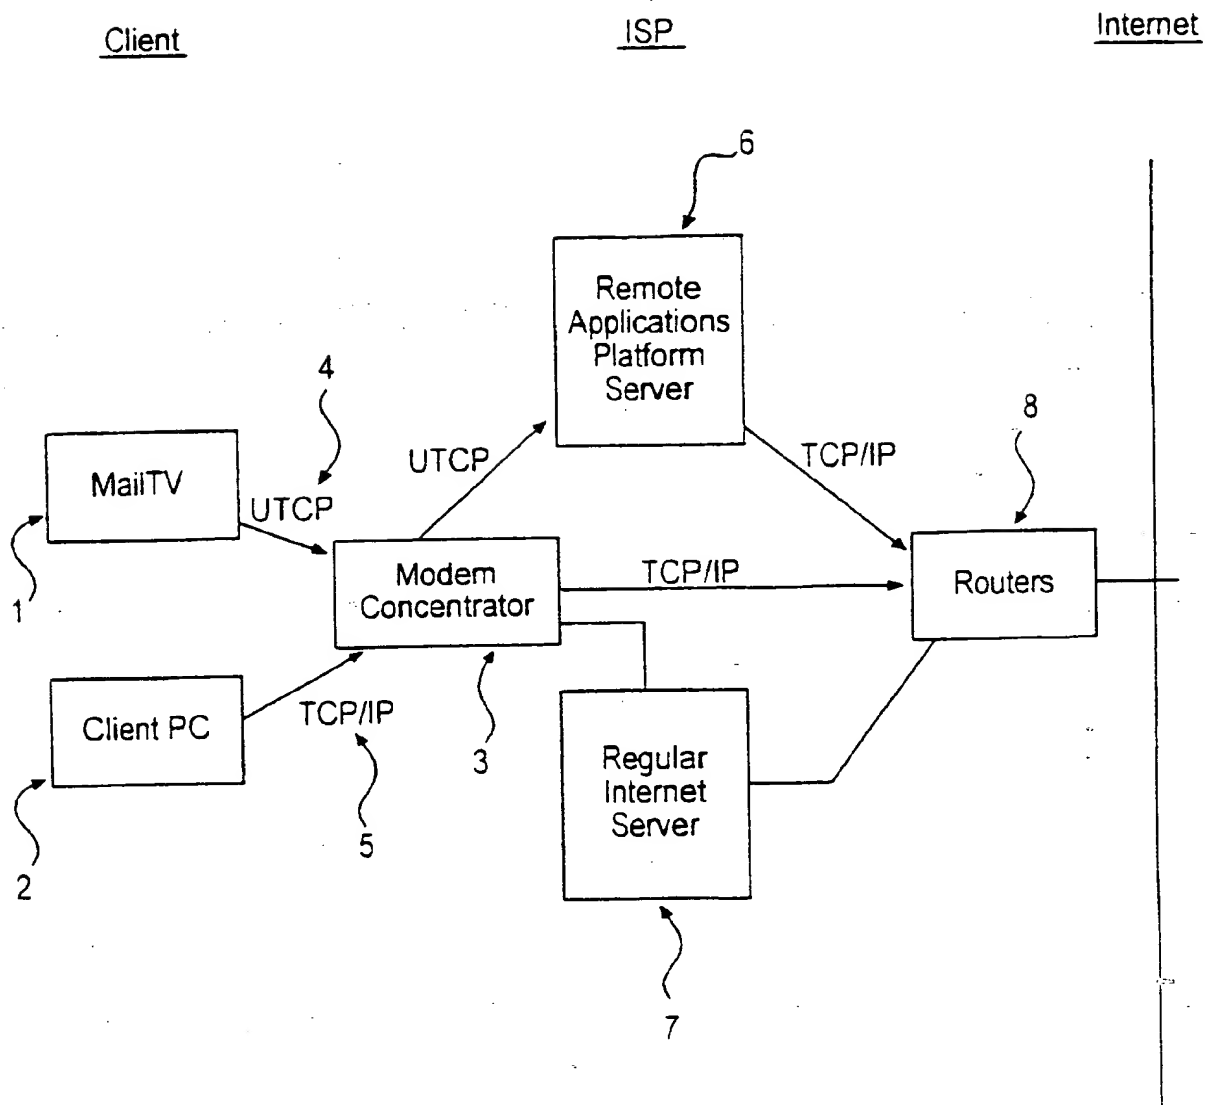 Client
ISP
Internet
6
Remote
Applications
Platform
Server
4
8
MailTV
UTCP
UTCP
TCP/IP
1
Modem
Concentrator
TCP/IP
Routers
Client PC
TCP/IP
3
Regular
Internet
Server
2
5
7